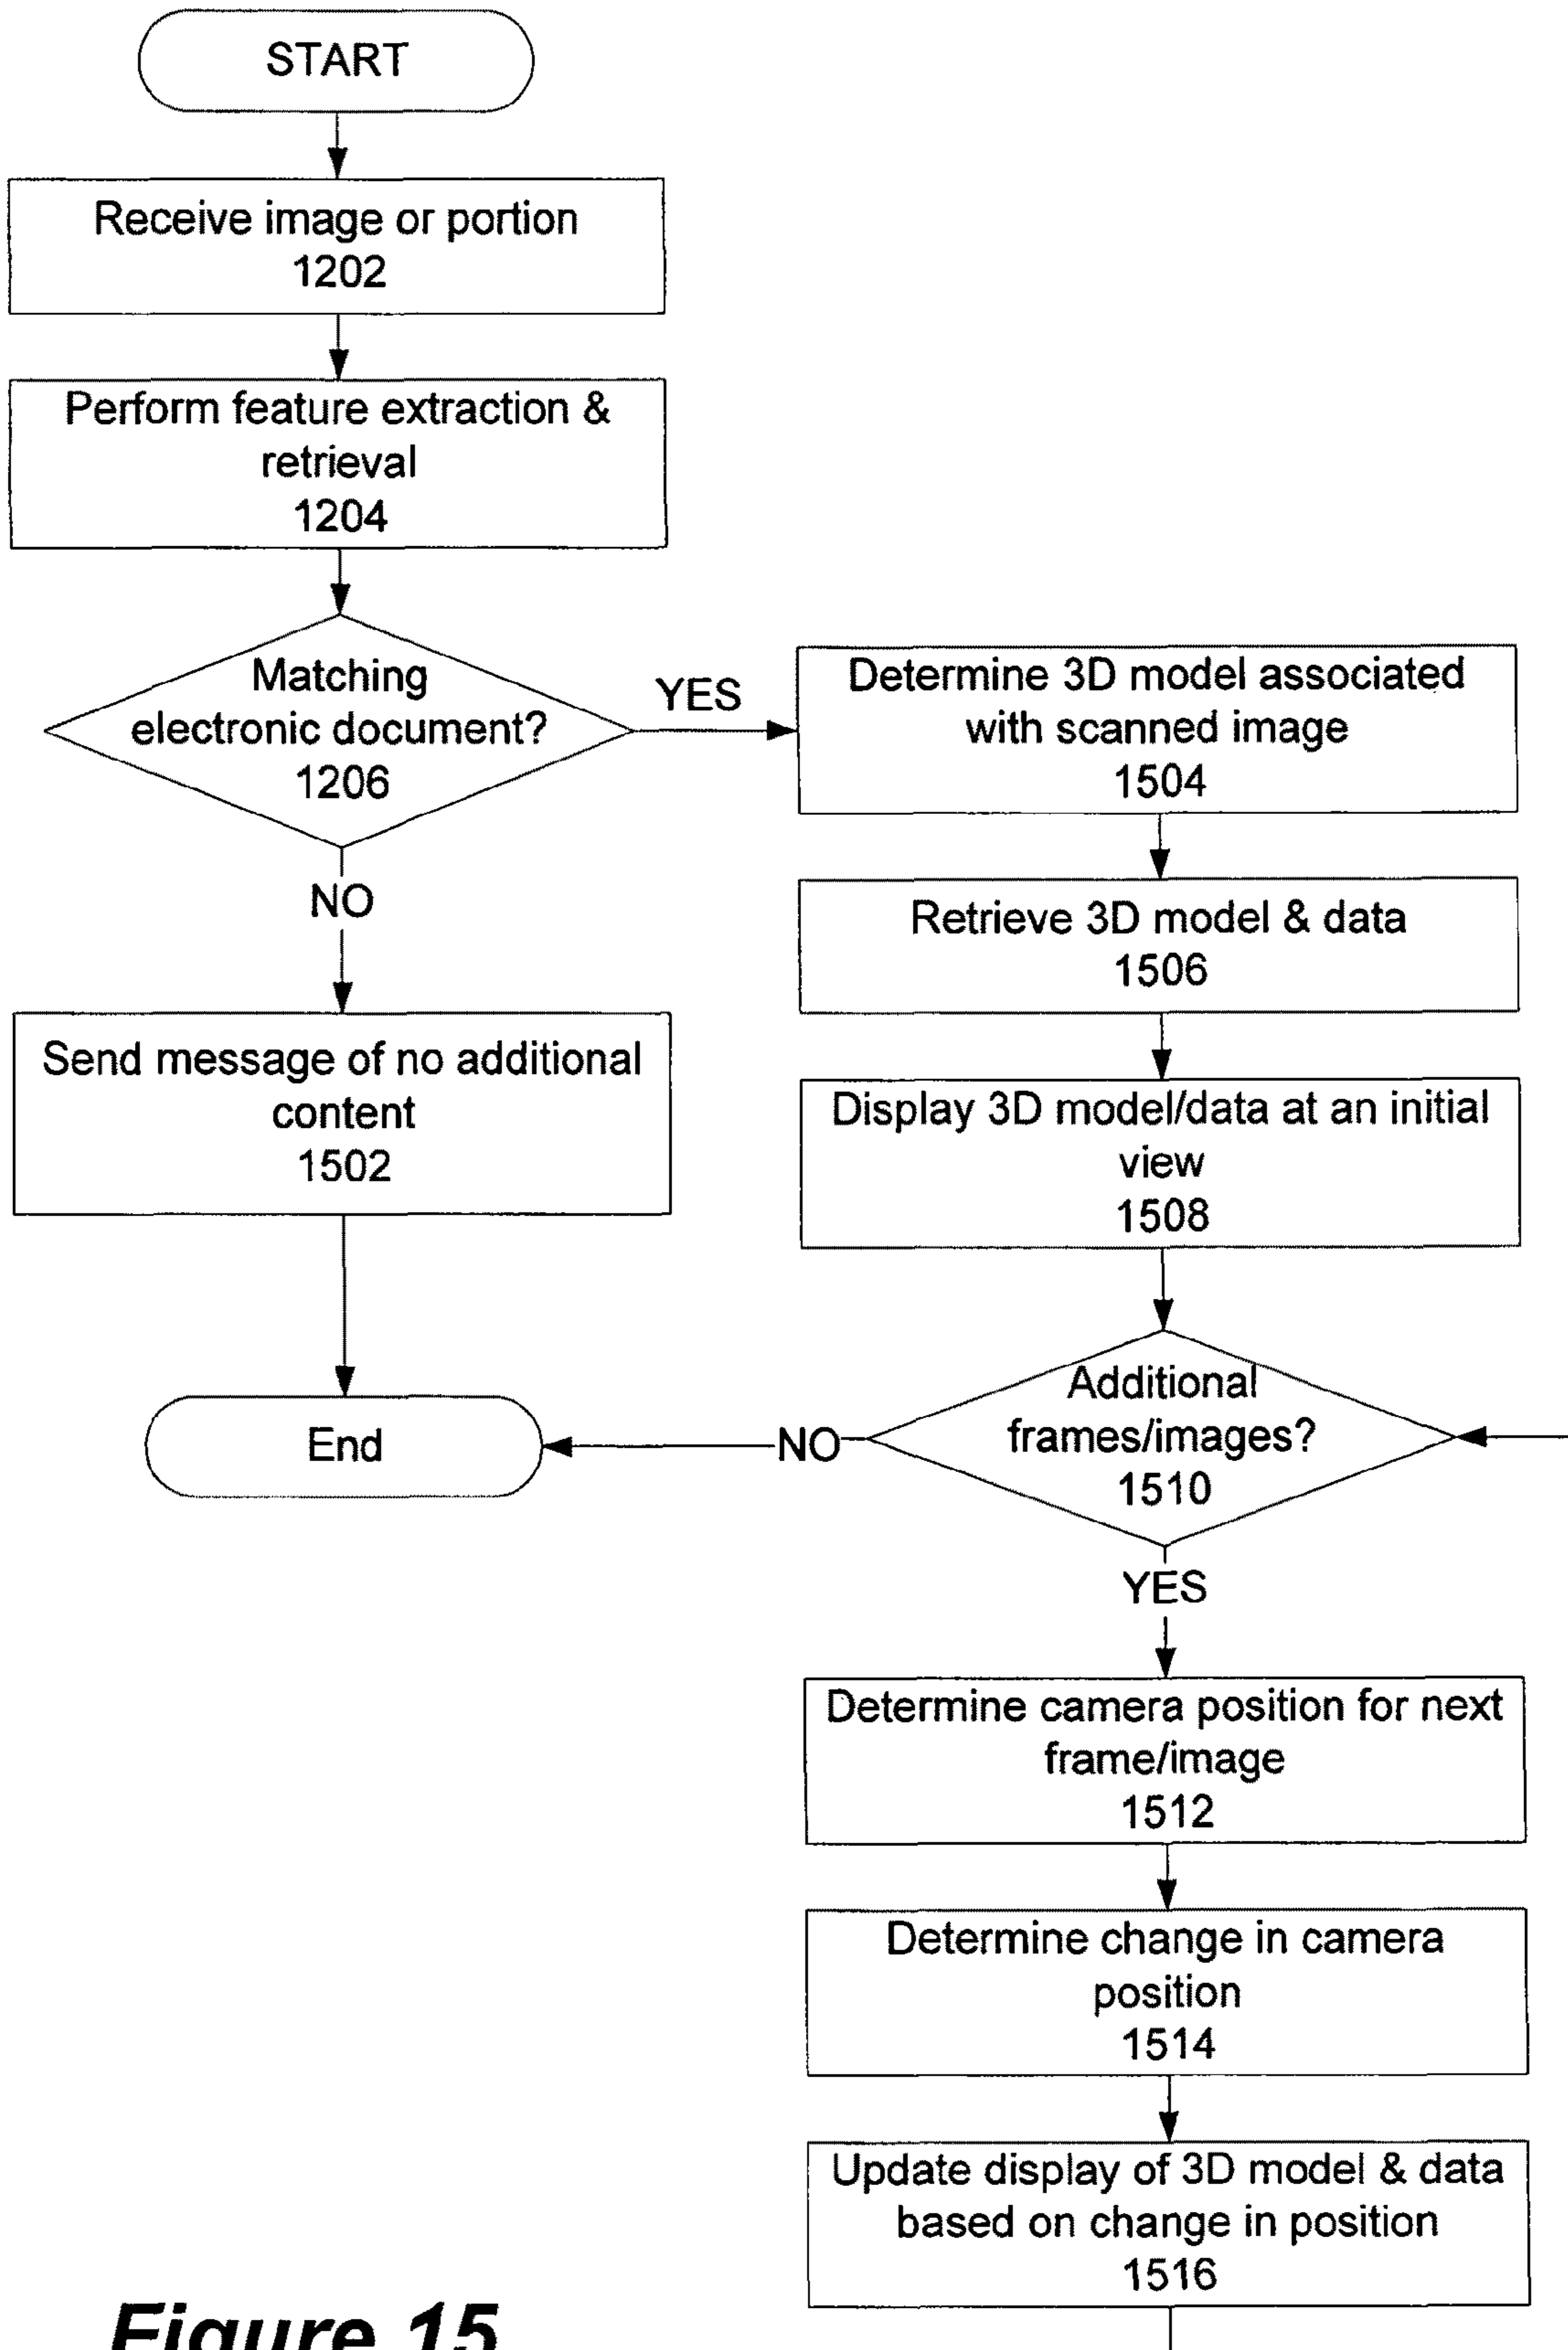 START
Receive image or portion
1202
Perform feature extraction &
retrieval
1204
Matching
electronic document?
1206
YES
NO
Send message of no additional
content
1502
End
Determine 3D model associated
with scanned image
1504
Retrieve 3D model & data
1506
Display 3D model/data at an initial
view
1508
Additional
frames/images?
1510
NO
YES
Determine camera position for next
frame/image
1512
Determine change in camera
position
1514
Update display of 3D model & data
based on change in position
1516
Figure 15